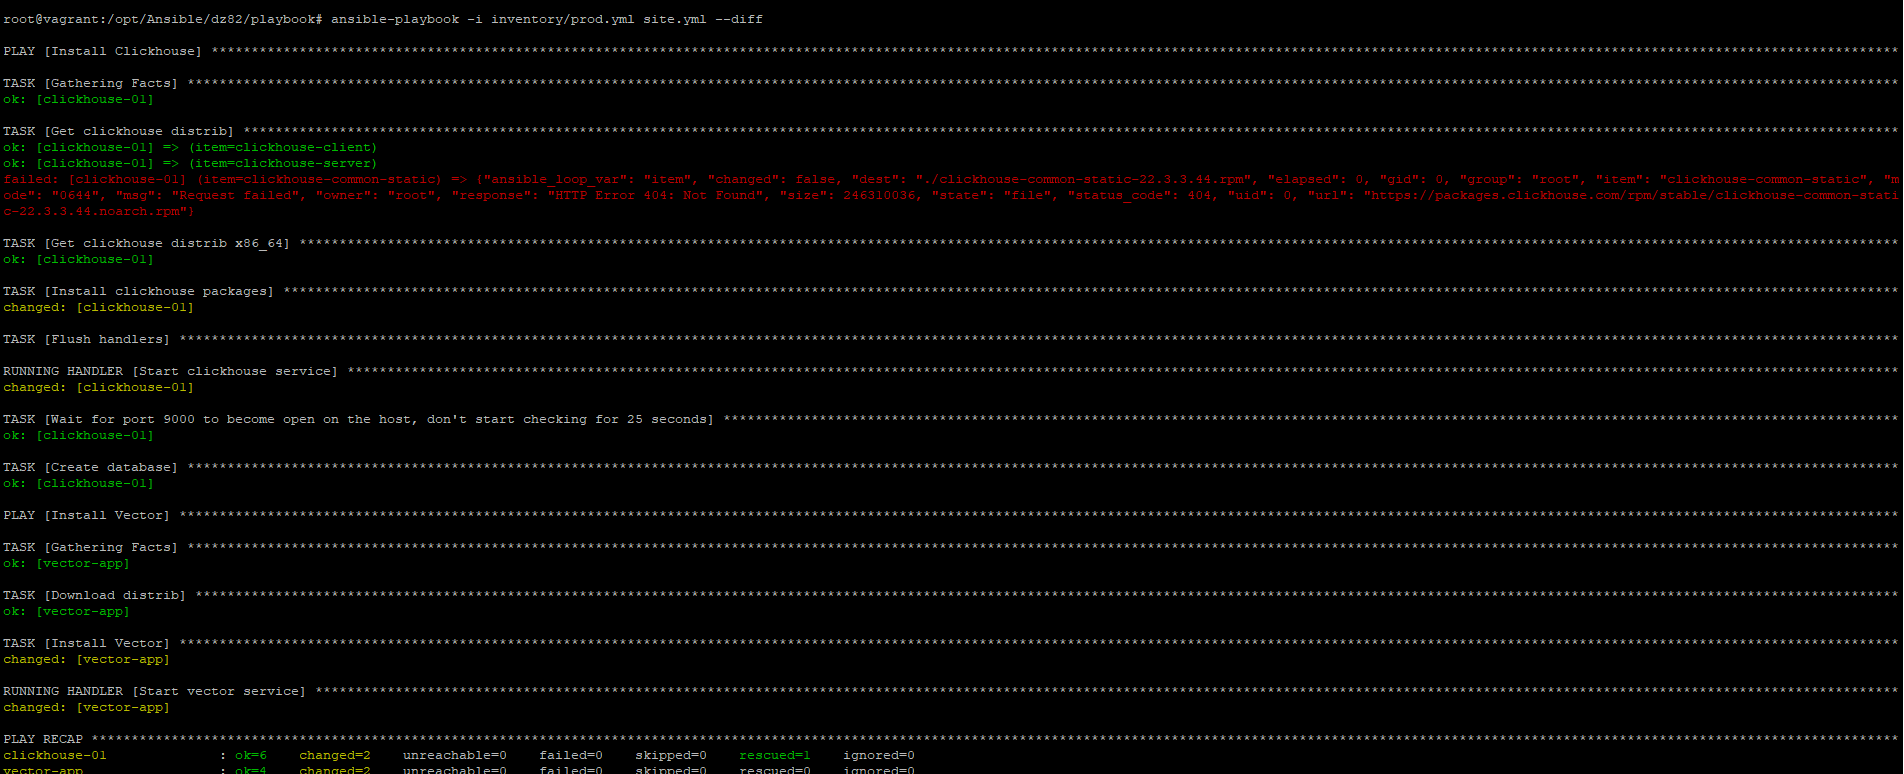 root@vagrant:/opt/Ansible/dz82/playbook# ansible-playbook -i inventory/prod.yml site.yml --diff
PLAY [Install Clickhouse] ****************************************************************
TASK [Gathering Facts] ****************************************************************
ok: [clickhouse-01]
TASK [Get clickhouse distrib] ****************************************************************
ok: [clickhouse-01] => (item=clickhouse-client)
ok: [clickhouse-01] => (item=clickhouse-server)
failed: [clickhouse-01] (item=clickhouse-common-static) => {"ansible_loop_var": "item", "changed": false, "dest": "./clickhouse-common-static-22.3.3.44.rpm", "elapsed": 0, "gid": 0, "group": "root", "item": "clickhouse-common-static", "m
ode": "0644", "msg": "Request failed", "owner": "root", "response": "HTTP Error 404: Not Found", "size": 246310036, "state": "file", "status_code": 404, "uid": 0, "url": "https://packages.clickhouse.com/rpm/stable/clickhouse-common-stati
c-22.3.3.44.noarch.rpm"}
TASK [Get clickhouse distrib x86_64] ****************************************************************
ok: [clickhouse-01]
TASK [Install clickhouse packages] ****************************************************************
changed: [clickhouse-01]
TASK [Flush handlers] ****************************************************************
RUNNING HANDLER [Start clickhouse service] ****************************************************************
changed: [clickhouse-01]
TASK [Wait for port 9000 to become open on the host, don't start checking for 25 seconds] ****************************************************************
ok: [clickhouse-01]
TASK [Create database] ****************************************************************
ok: [clickhouse-01]
PLAY [Install Vector] ****************************************************************
TASK [Gathering Facts] ****************************************************************
ok: [vector-app]
TASK [Download distrib] ****************************************************************
ok: [vector-app]
TASK [Install Vector] ****************************************************************
changed: [vector-app]
RUNNING HANDLER [Start vector service] ****************************************************************
changed: [vector-app]
PLAY RECAP ****************************************************************
clickhouse-01 : ok=6 changed=2 unreachable=0 failed=0 skipped=0 rescued=1 ignored=0
vector-app : ok=4 changed=2 unreachable=0 failed=0 skipped=0 rescued=0 ignored=0